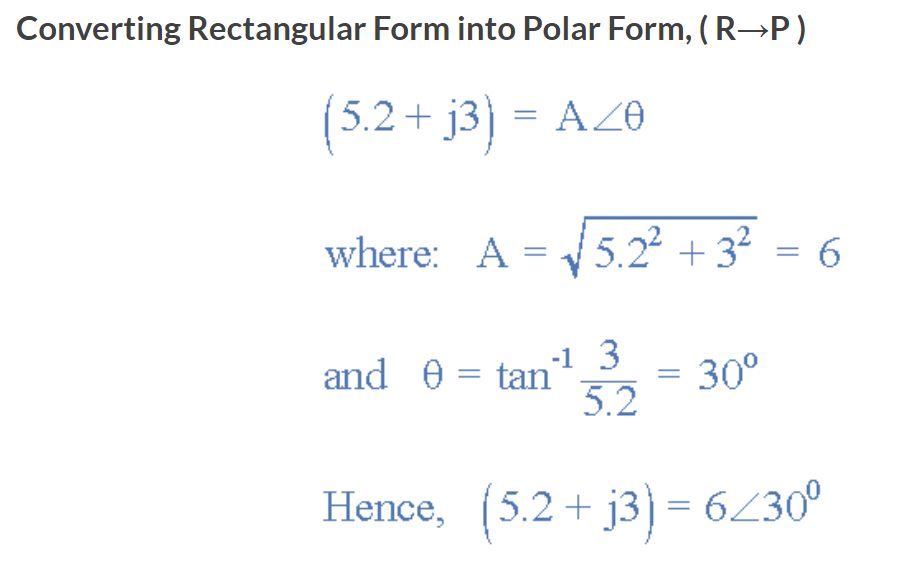 Converting Rectangular Form into Polar Form, ( R→P )
(5.2 + j3) = A∠θ
where: A = √(5.2² + 3²) = 6
and θ = tan⁻¹ 3/5.2 = 30⁰
Hence, (5.2 + j3) = 6∠30⁰